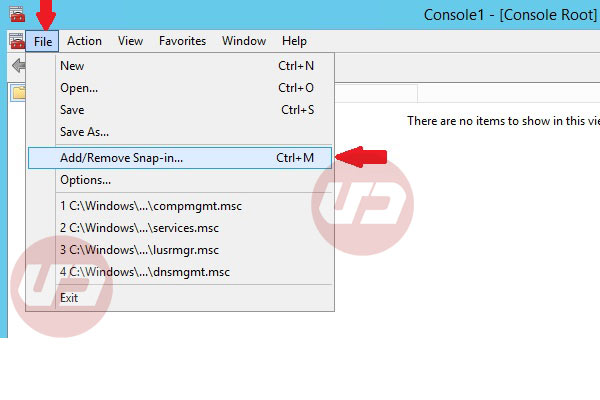 Console1 - [Console Root]
File Action View Favorites Window Help
New Ctrl+N
Open... Ctrl+O
Save Ctrl+S
Save As...
There are no items to show in this vie
Add/Remove Snap-in... Ctrl+M
Options...
1 C:\Windows\...\compmgmt.msc
2 C:\Windows\...\services.msc
3 C:\Windows\...\lusrmgr.msc
4 C:\Windows\...\dnsmgmt.msc
Exit